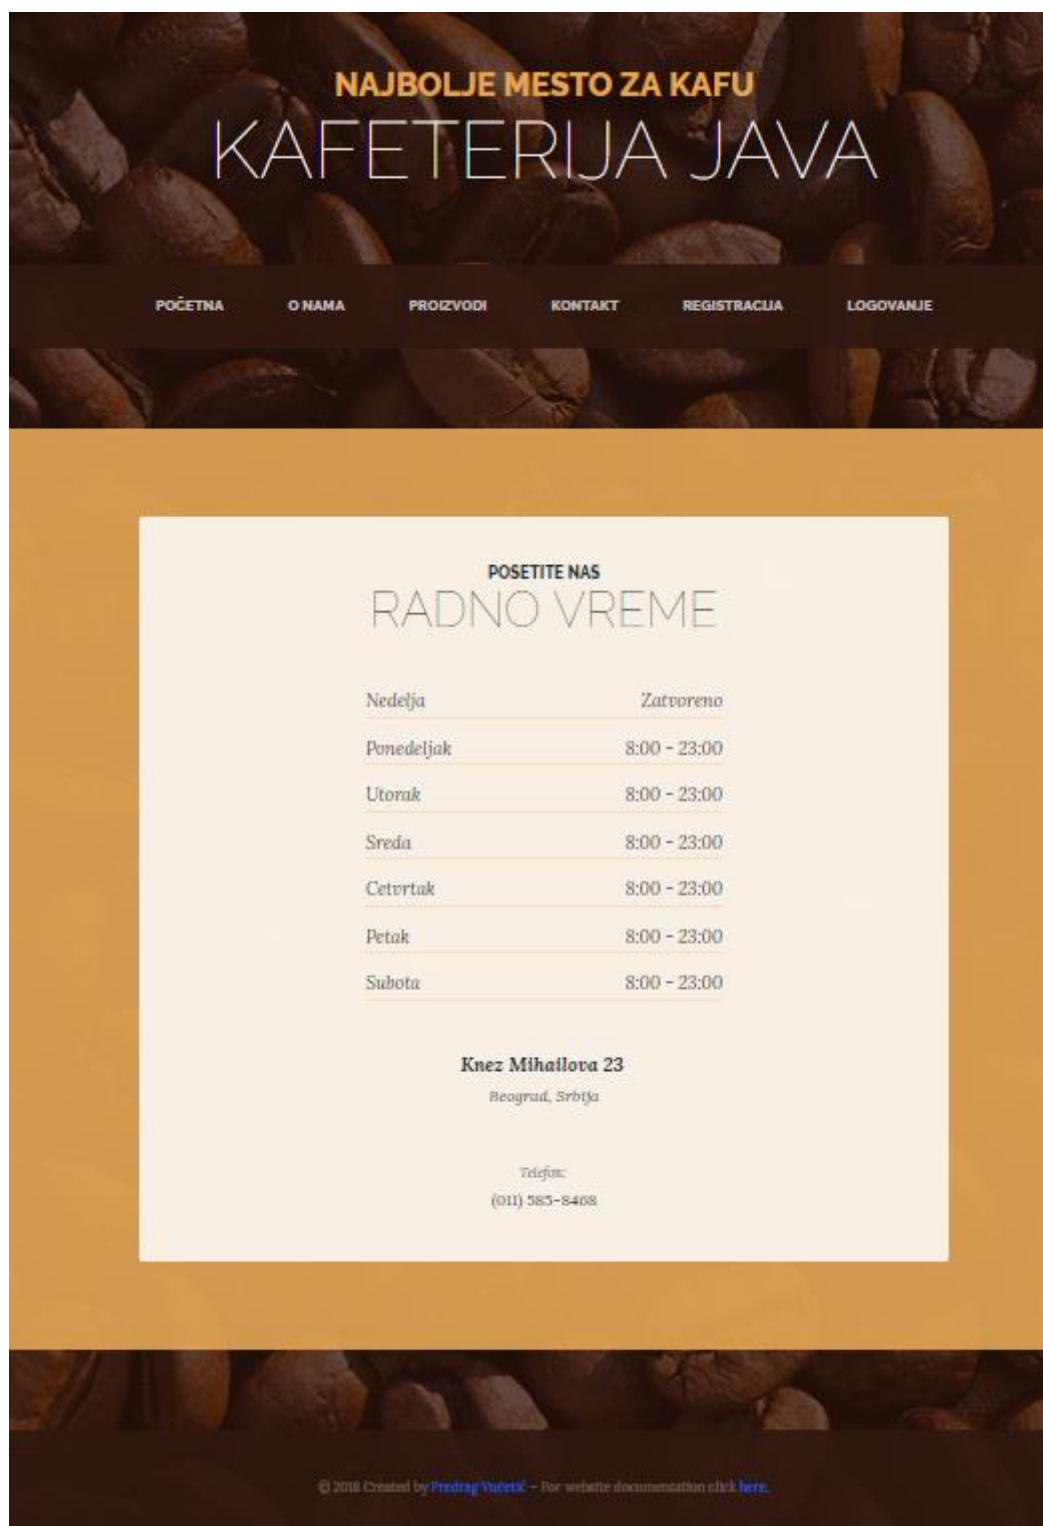 NAJBOLJE MESTO ZA KAFU
KAFETERIJA JAVA
POČETNA O NAMA PROIZVODI KONTAKT REGISTRACIJA LOGOVANJE
POSETITE NAS
RADNO VREME
Nedelja Zatvoreno
Ponedeljak 8:00 - 23:00
Utorak 8:00 - 23:00
Sreda 8:00 - 23:00
Cetvrtak 8:00 - 23:00
Petak 8:00 - 23:00
Subota 8:00 - 23:00
Knez Mihailova 23
Beograd, Srbija
Telefon:
(011) 585-8468
© 2018 Created by Predrag Vučetić - For website documentation click here.